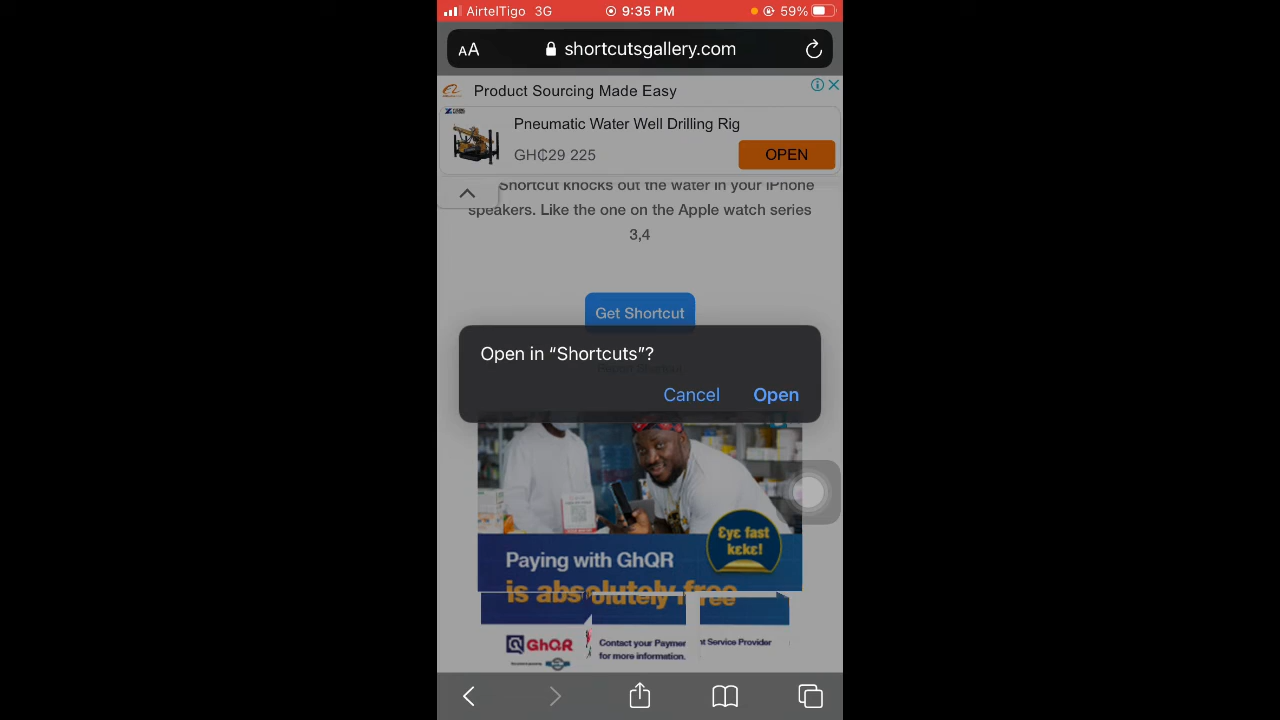 AirtelTigo 3G 9:35 PM 59%
AA shortcutsgallery.com
Product Sourcing Made Easy
Pneumatic Water Well Drilling Rig
GH₵29 225
OPEN
Shortcut knocks out the water in your iPhone
speakers. Like the one on the Apple watch series
3,4
Get Shortcut
Open in “Shortcuts”?
Cancel Open
Ɛyɛ fast
kɛkɛ!
Paying with GhQR
is absolutely free
GhQR
Contact your Paymer nt Service Provider
for more information.